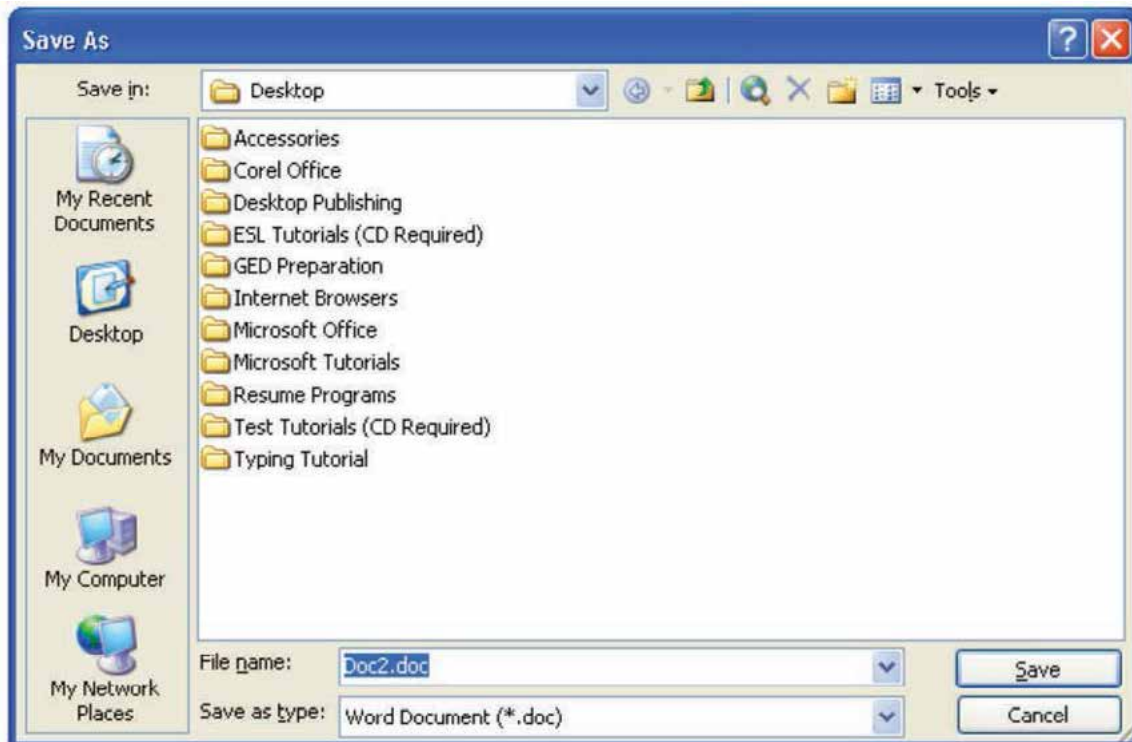 Save As
Save in:
Desktop
Tools
My Recent
Documents
Desktop
My Documents
My Computer
My Network
Places
Accessories
Corel Office
Desktop Publishing
ESL Tutorials (CD Required)
GED Preparation
Internet Browsers
Microsoft Office
Microsoft Tutorials
Resume Programs
Test Tutorials (CD Required)
Typing Tutorial
File name:
Doc2.doc
Save
Save as type:
Word Document (*.doc)
Cancel